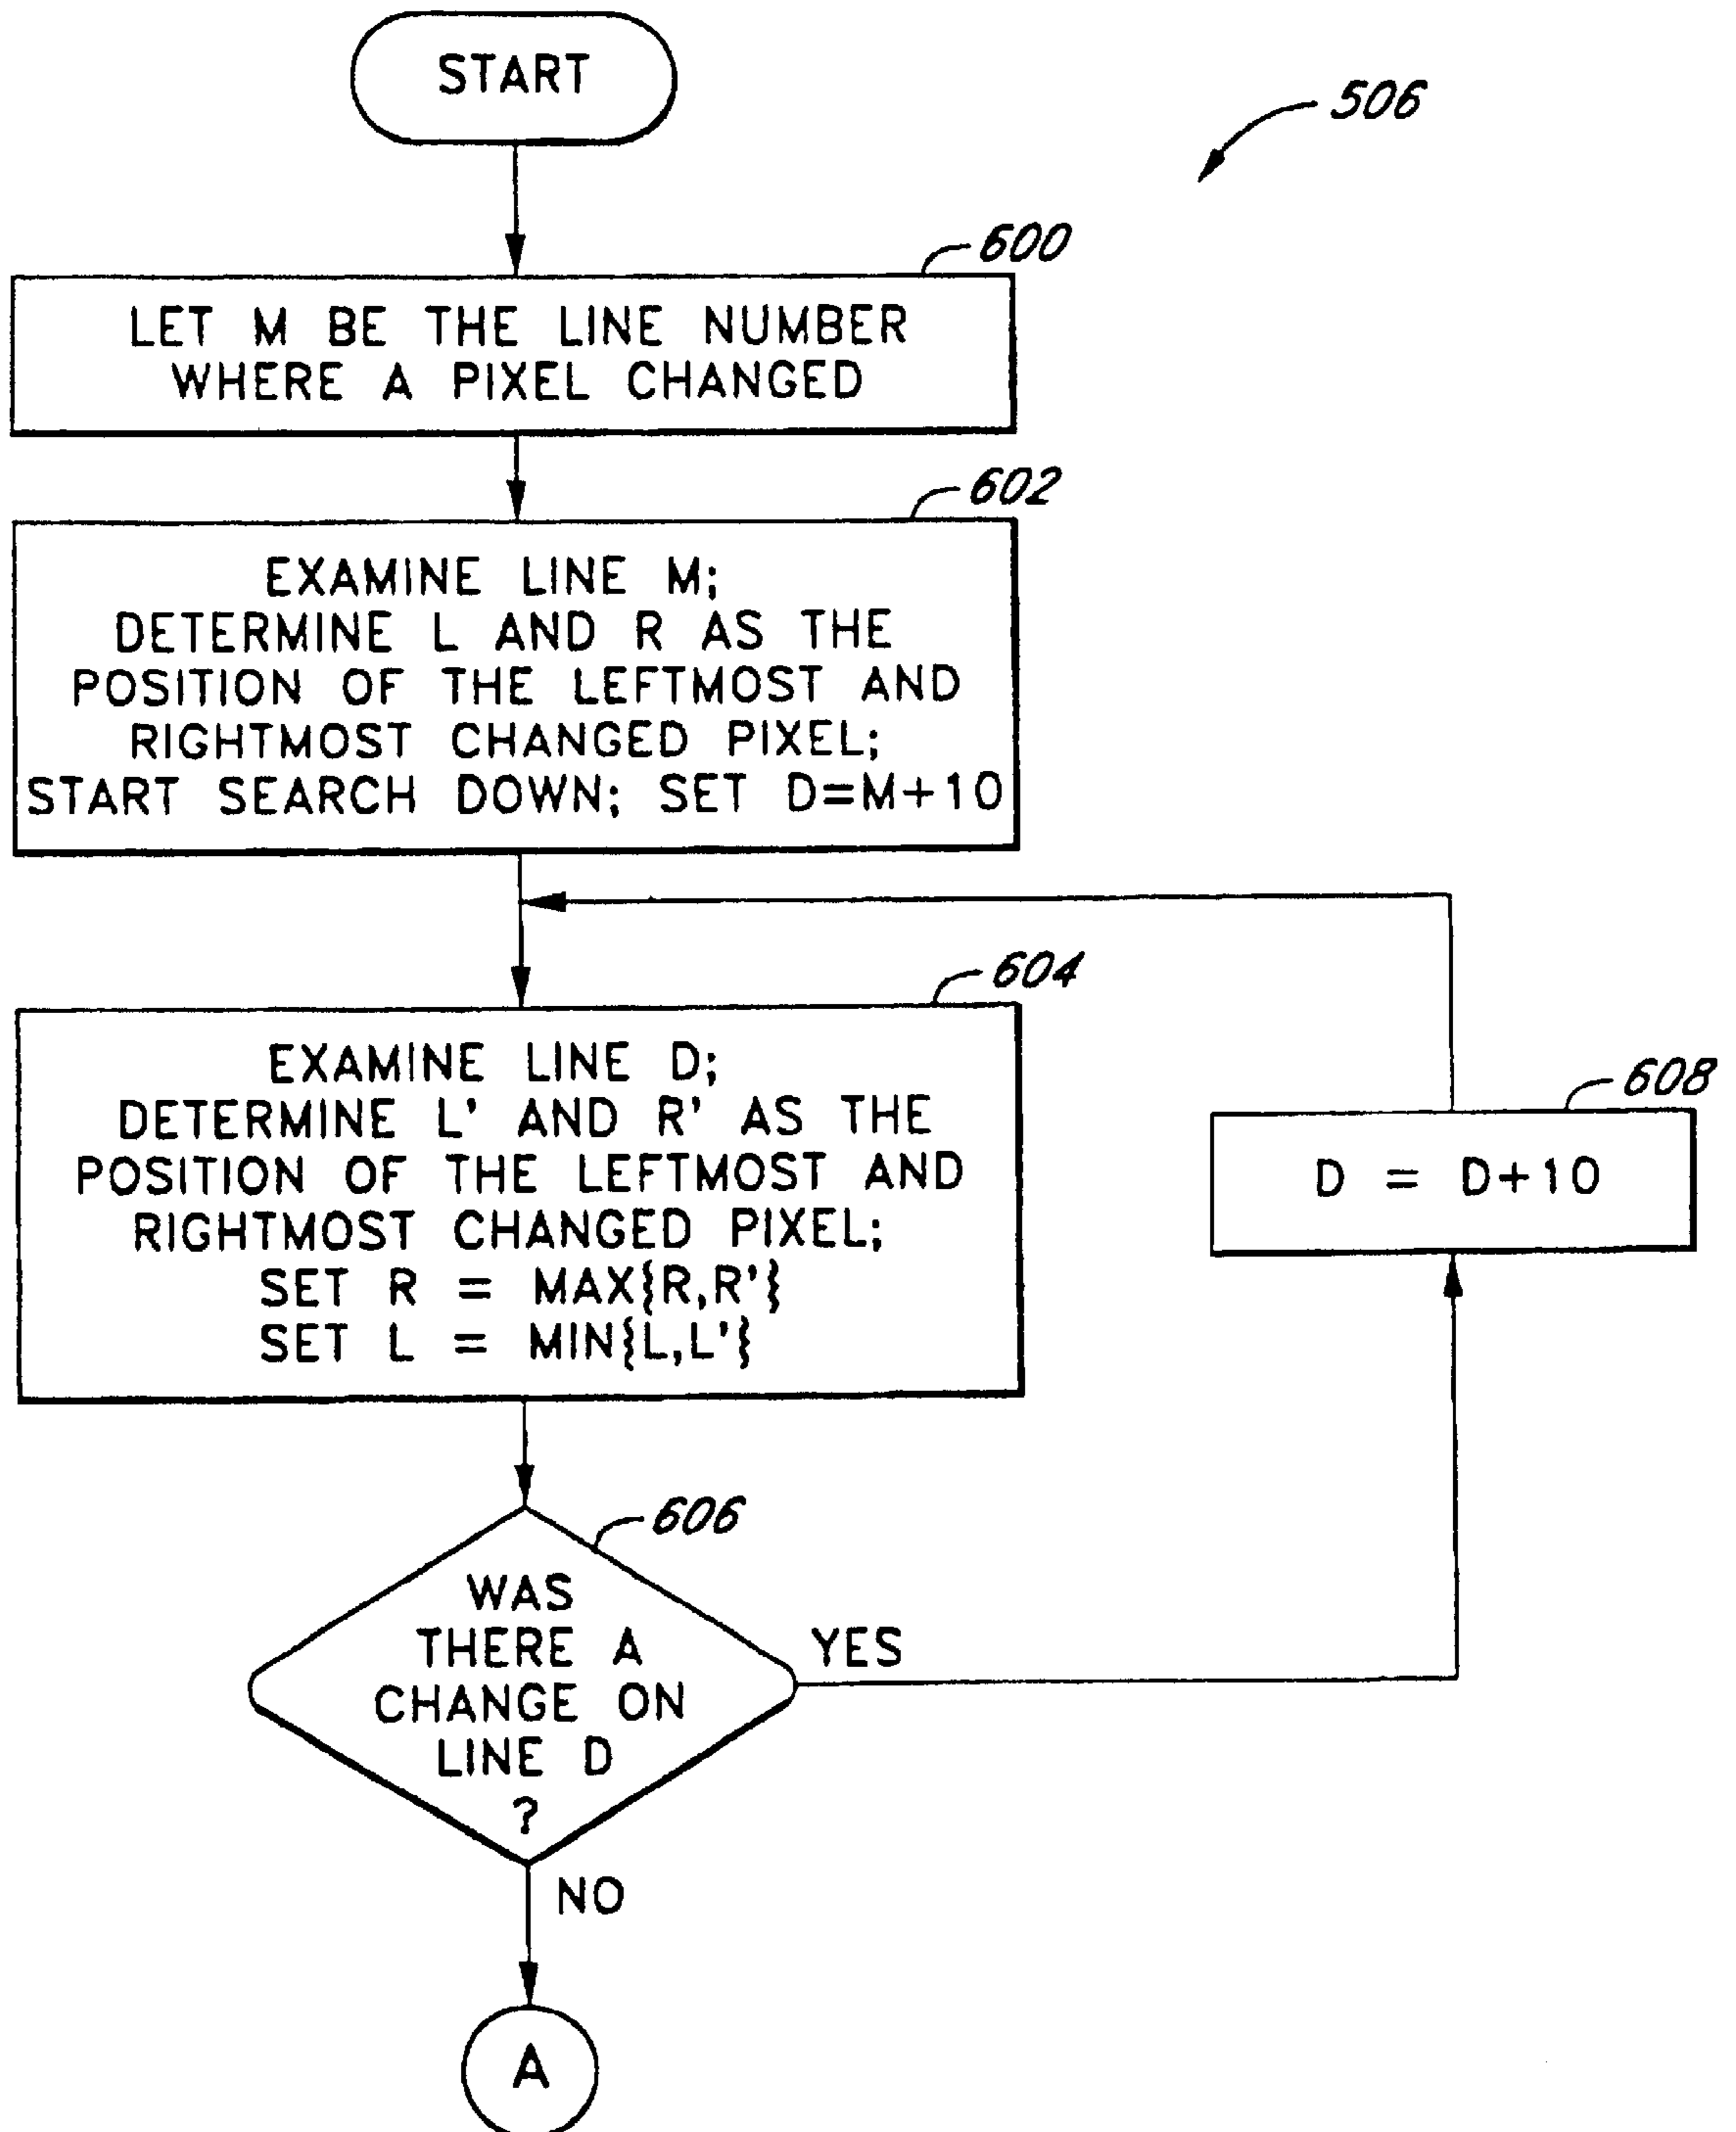 START
506
600
LET M BE THE LINE NUMBER
WHERE A PIXEL CHANGED
602
EXAMINE LINE M;
DETERMINE L AND R AS THE
POSITION OF THE LEFTMOST AND
RIGHTMOST CHANGED PIXEL;
START SEARCH DOWN; SET D=M+10
604
EXAMINE LINE D;
DETERMINE L' AND R' AS THE
POSITION OF THE LEFTMOST AND
RIGHTMOST CHANGED PIXEL;
SET R = MAX{R,R'}
SET L = MIN{L,L'}
608
D = D+10
606
WAS
THERE A
CHANGE ON
LINE D
?
YES
NO
A